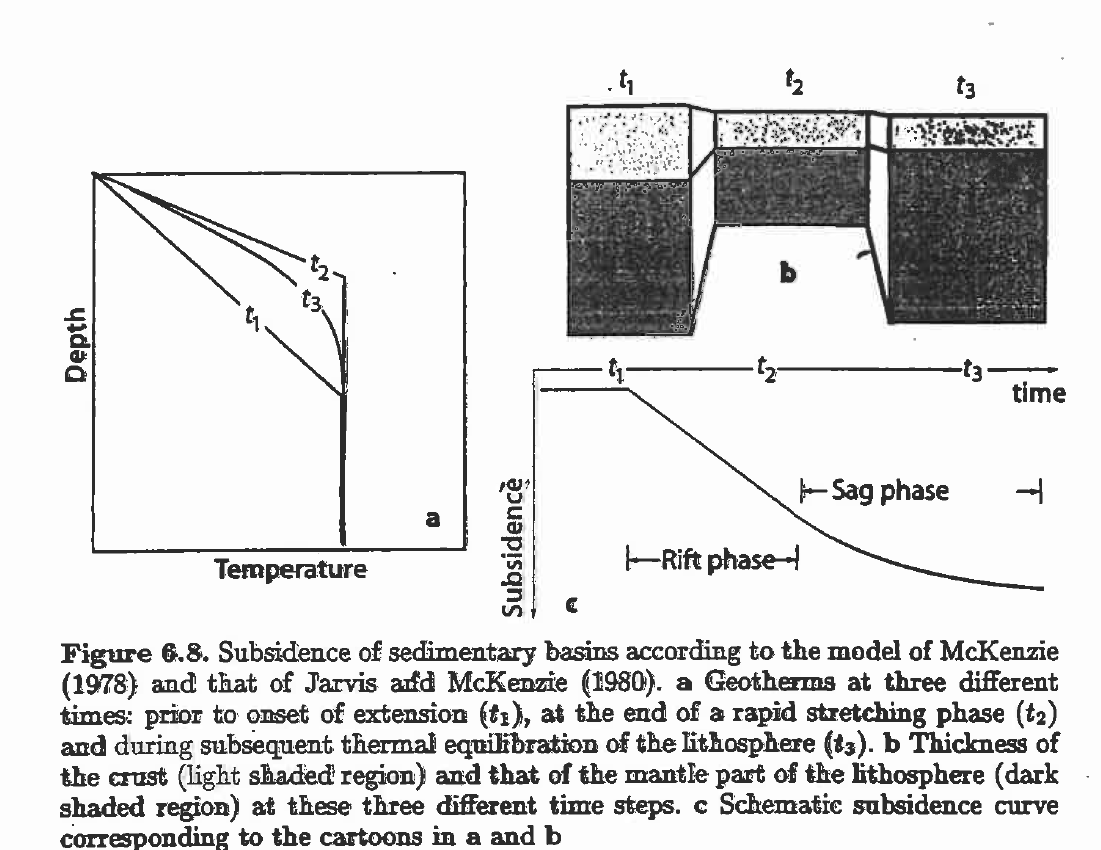 t1
t2
t3
t2
t3
t1
Depth
a
Temperature
b
t1
t2
t3
time
Subsidence
Sag phase
Rift phase
c
Figure 6.8. Subsidence of sedimentary basins according to the model of McKenzie
(1978) and that of Jarvis and McKenzie (1980). a Geotherms at three different
times: prior to onset of extension (t1), at the end of a rapid stretching phase (t2)
and during subsequent thermal equilibration of the lithosphere (t3). b Thickness of
the crust (light shaded region) and that of the mantle part of the lithosphere (dark
shaded region) at these three different time steps. c Schematic subsidence curve
corresponding to the cartoons in a and b